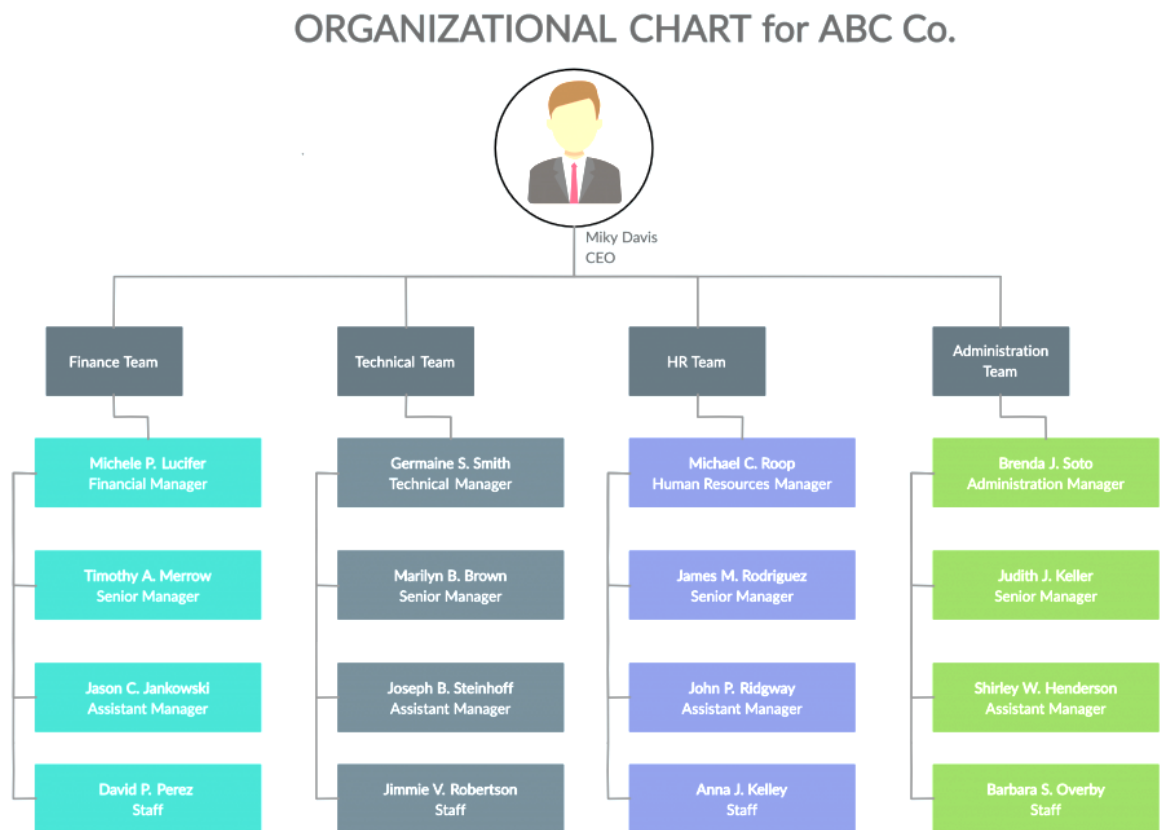 ORGANIZATIONAL CHART for ABC Co.
Miky Davis
CEO
Finance Team
Technical Team
HR Team
Administration
Team
Michele P. Lucifer
Financial Manager
Germaine S. Smith
Technical Manager
Michael C. Roop
Human Resources Manager
Brenda J. Soto
Administration Manager
Timothy A. Merrow
Senior Manager
Marilyn B. Brown
Senior Manager
James M. Rodriguez
Senior Manager
Judith J. Keller
Senior Manager
Jason C. Jankowski
Assistant Manager
Joseph B. Steinhoff
Assistant Manager
John P. Ridgway
Assistant Manager
Shirley W. Henderson
Assistant Manager
David P. Perez
Staff
Jimmie V. Robertson
Staff
Anna J. Kelley
Staff
Barbara S. Overby
Staff